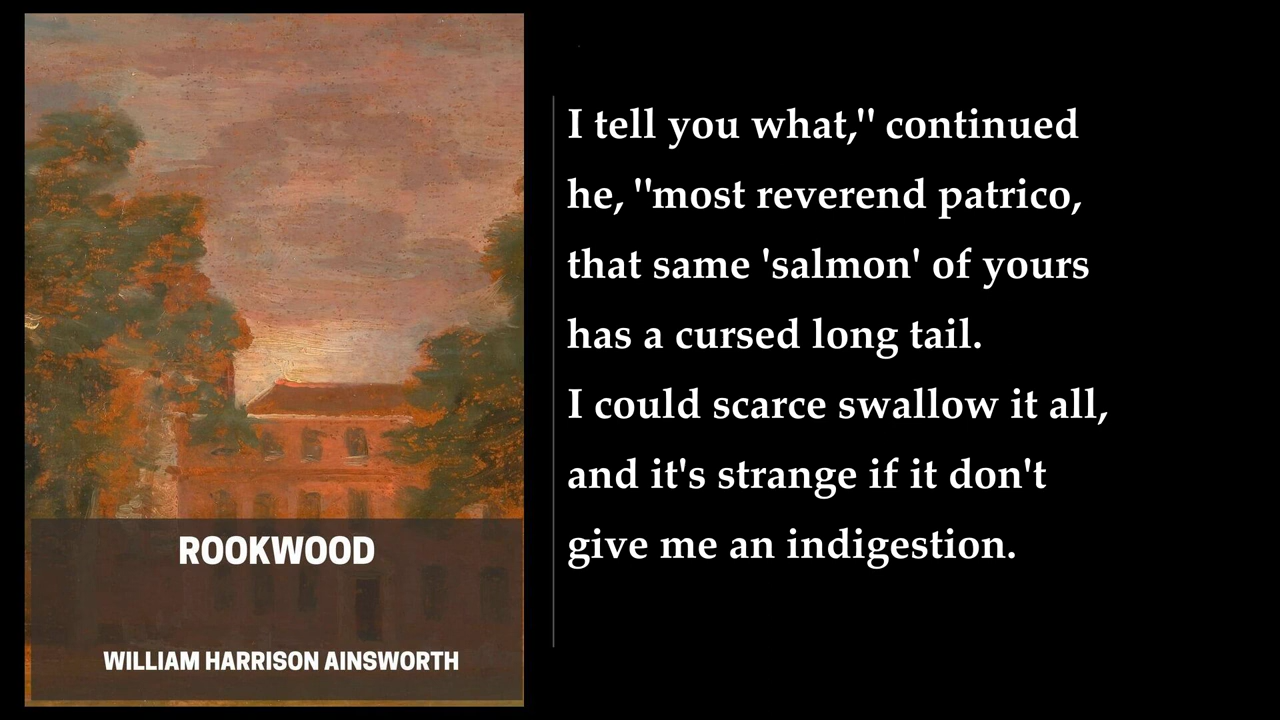 ROOKWOOD
WILLIAM HARRISON AINSWORTH
I tell you what," continued
he, "most reverend patrico,
that same 'salmon' of yours
has a cursed long tail.
I could scarce swallow it all,
and it's strange if it don't
give me an indigestion.